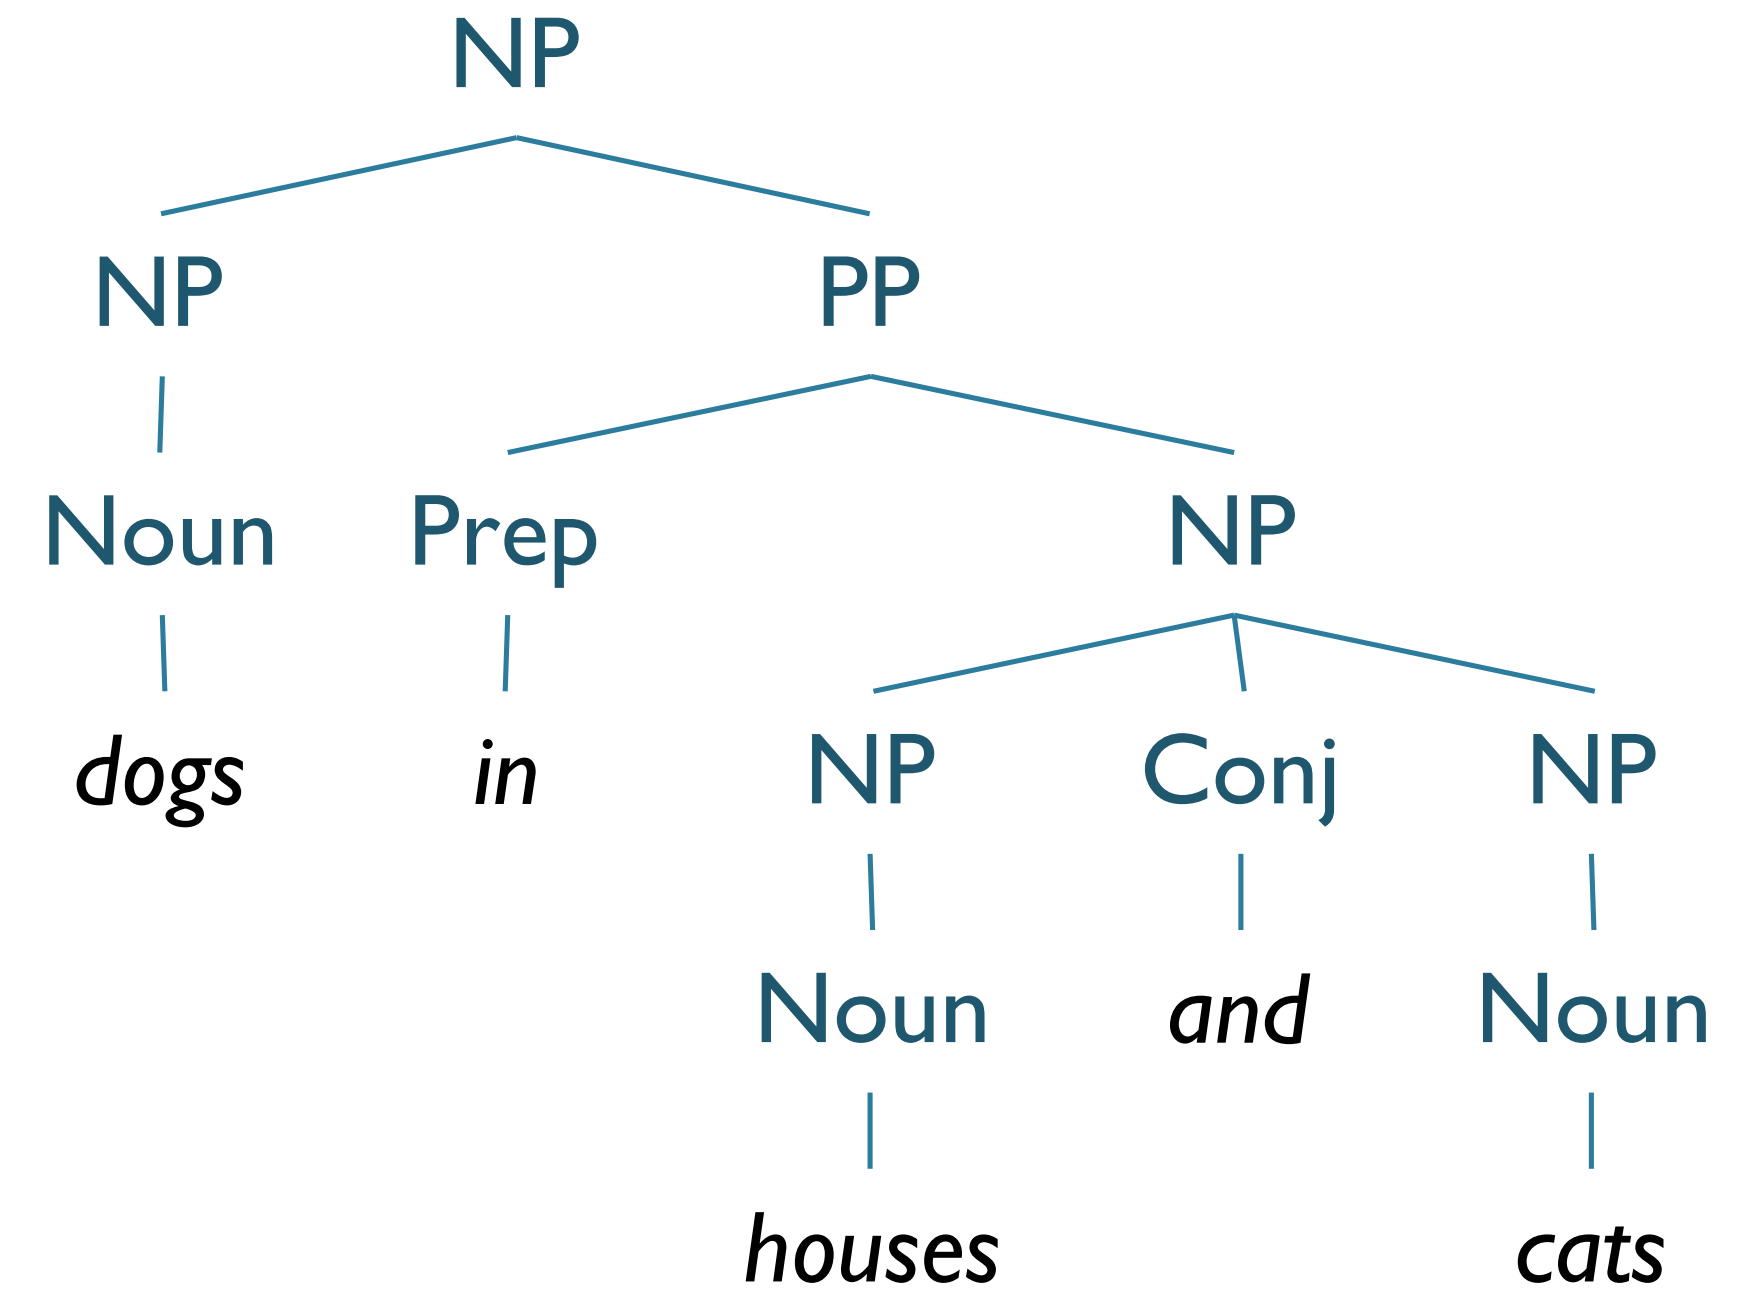 NP
NP PP
Noun Prep NP
dogs in NP Conj NP
Noun and Noun
houses cats